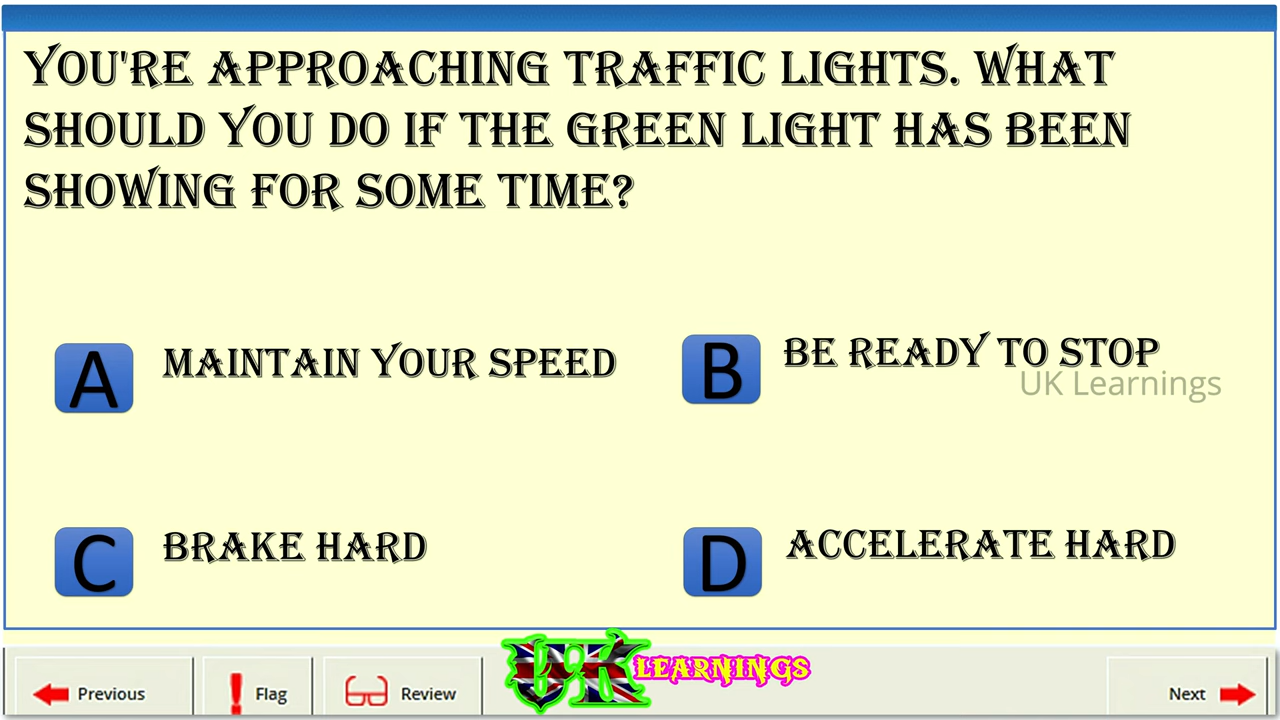 YOU'RE APPROACHING TRAFFIC LIGHTS. WHAT
SHOULD YOU DO IF THE GREEN LIGHT HAS BEEN
SHOWING FOR SOME TIME?
A MAINTAIN YOUR SPEED
B BE READY TO STOP
UK Learnings
C BRAKE HARD
D ACCELERATE HARD
Previous
Flag
Review
UK LEARNINGS
Next